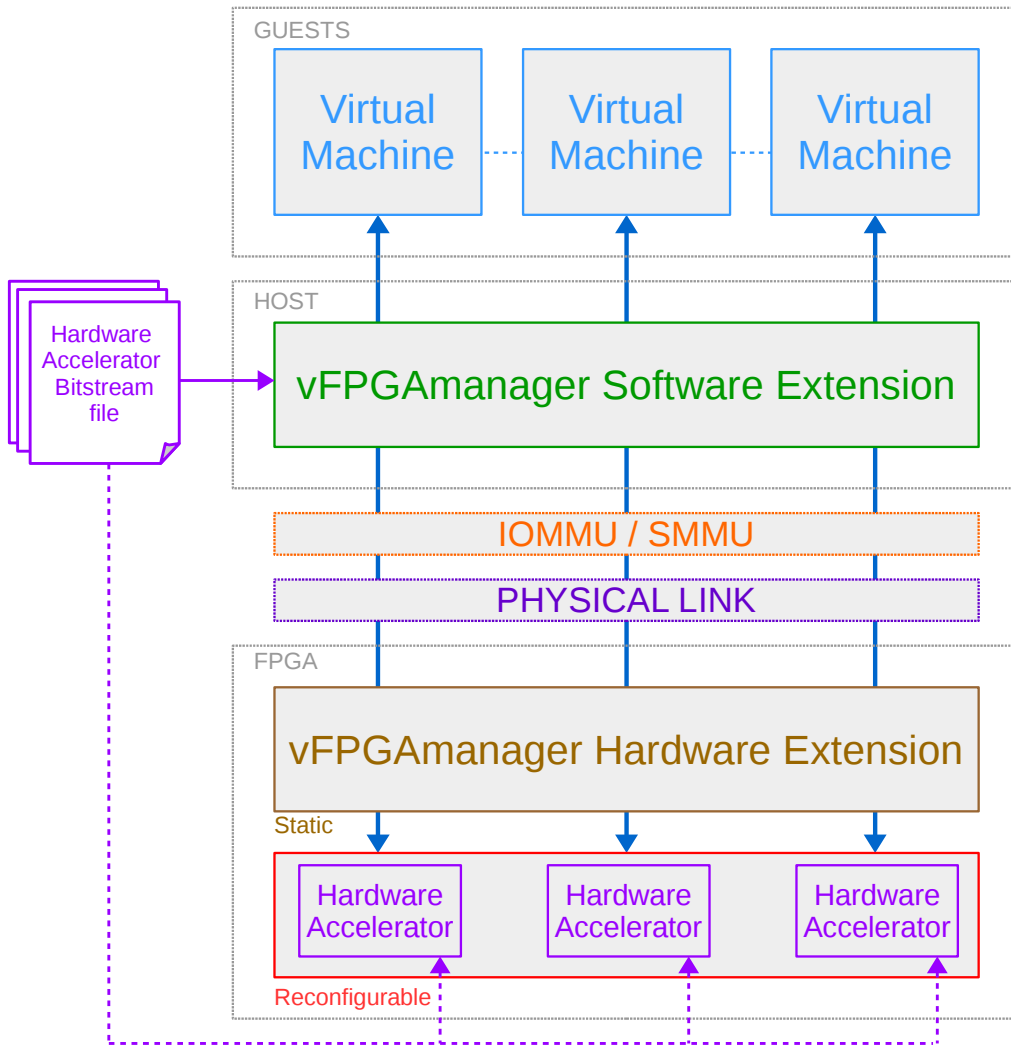 GUESTS
Virtual
Machine
Virtual
Machine
Virtual
Machine
HOST
Hardware
Accelerator
Bitstream
file
vFPGAmanager Software Extension
IOMMU / SMMU
PHYSICAL LINK
FPGA
vFPGAmanager Hardware Extension
Static
Hardware
Accelerator
Hardware
Accelerator
Hardware
Accelerator
Reconfigurable